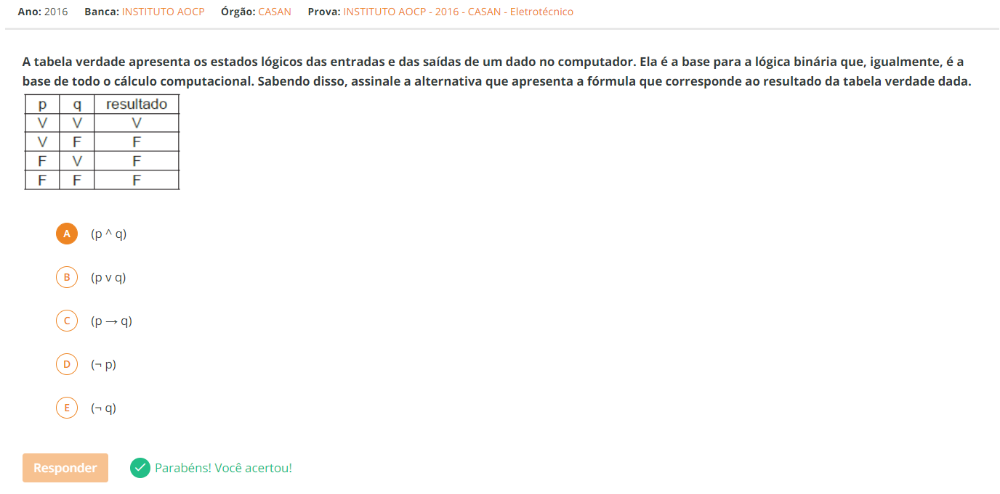 Ano: 2016 Banca: INSTITUTO AOCP Órgão: CASAN Prova: INSTITUTO AOCP - 2016 - CASAN - Eletrotécnico
A tabela verdade apresenta os estados lógicos das entradas e das saídas de um dado no computador. Ela é a base para a lógica binária que, igualmente, é a
base de todo o cálculo computacional. Sabendo disso, assinale a alternativa que apresenta a fórmula que corresponde ao resultado da tabela verdade dada.
p q resultado
V V V
V F F
F V F
F F F
A (p ^ q)
B (p v q)
C (p → q)
D (¬ p)
E (¬ q)
Responder Parabéns! Você acertou!